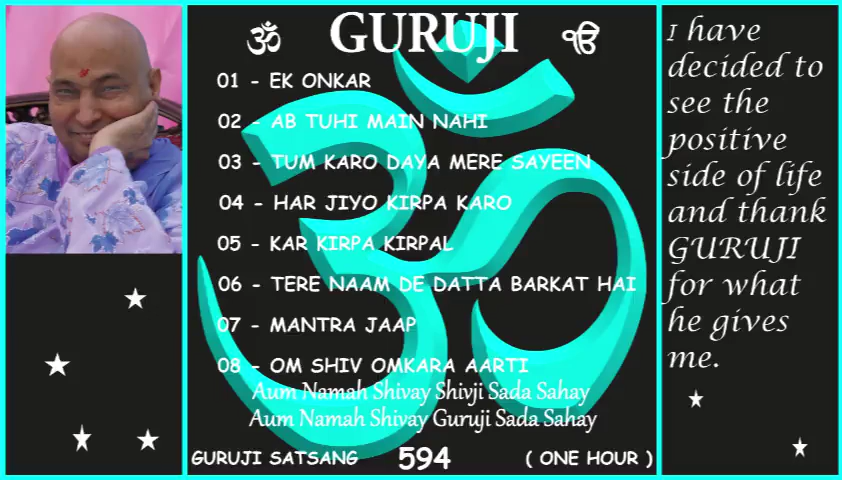 ॐ GURUJI ੴ
01 - EK ONKAR
02 - AB TUHI MAIN NAHI
03 - TUM KARO DAYA MERE SAYEEN
04 - HAR JIYO KIRPA KARO
05 - KAR KIRPA KIRPAL
06 - TERE NAAM DE DATTA BARKAT HAI
07 - MANTRA JAAP
08 - OM SHIV OMKARA AARTI
Aum Namah Shivay Shivji Sada Sahay
Aum Namah Shivay Guruji Sada Sahay
GURUJI SATSANG 594 ( ONE HOUR )
I have
decided to
see the
positive
side of life
and thank
GURUJI
for what
he gives
me.